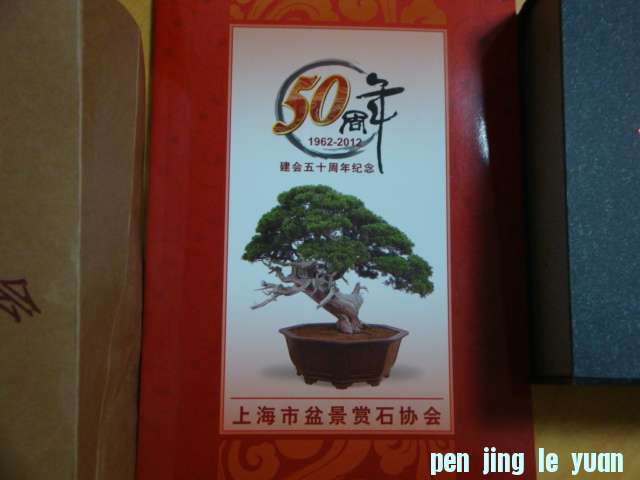 50周年
1962-2012
建会五十周年纪念
上海市盆景赏石协会
pen jing le yuan